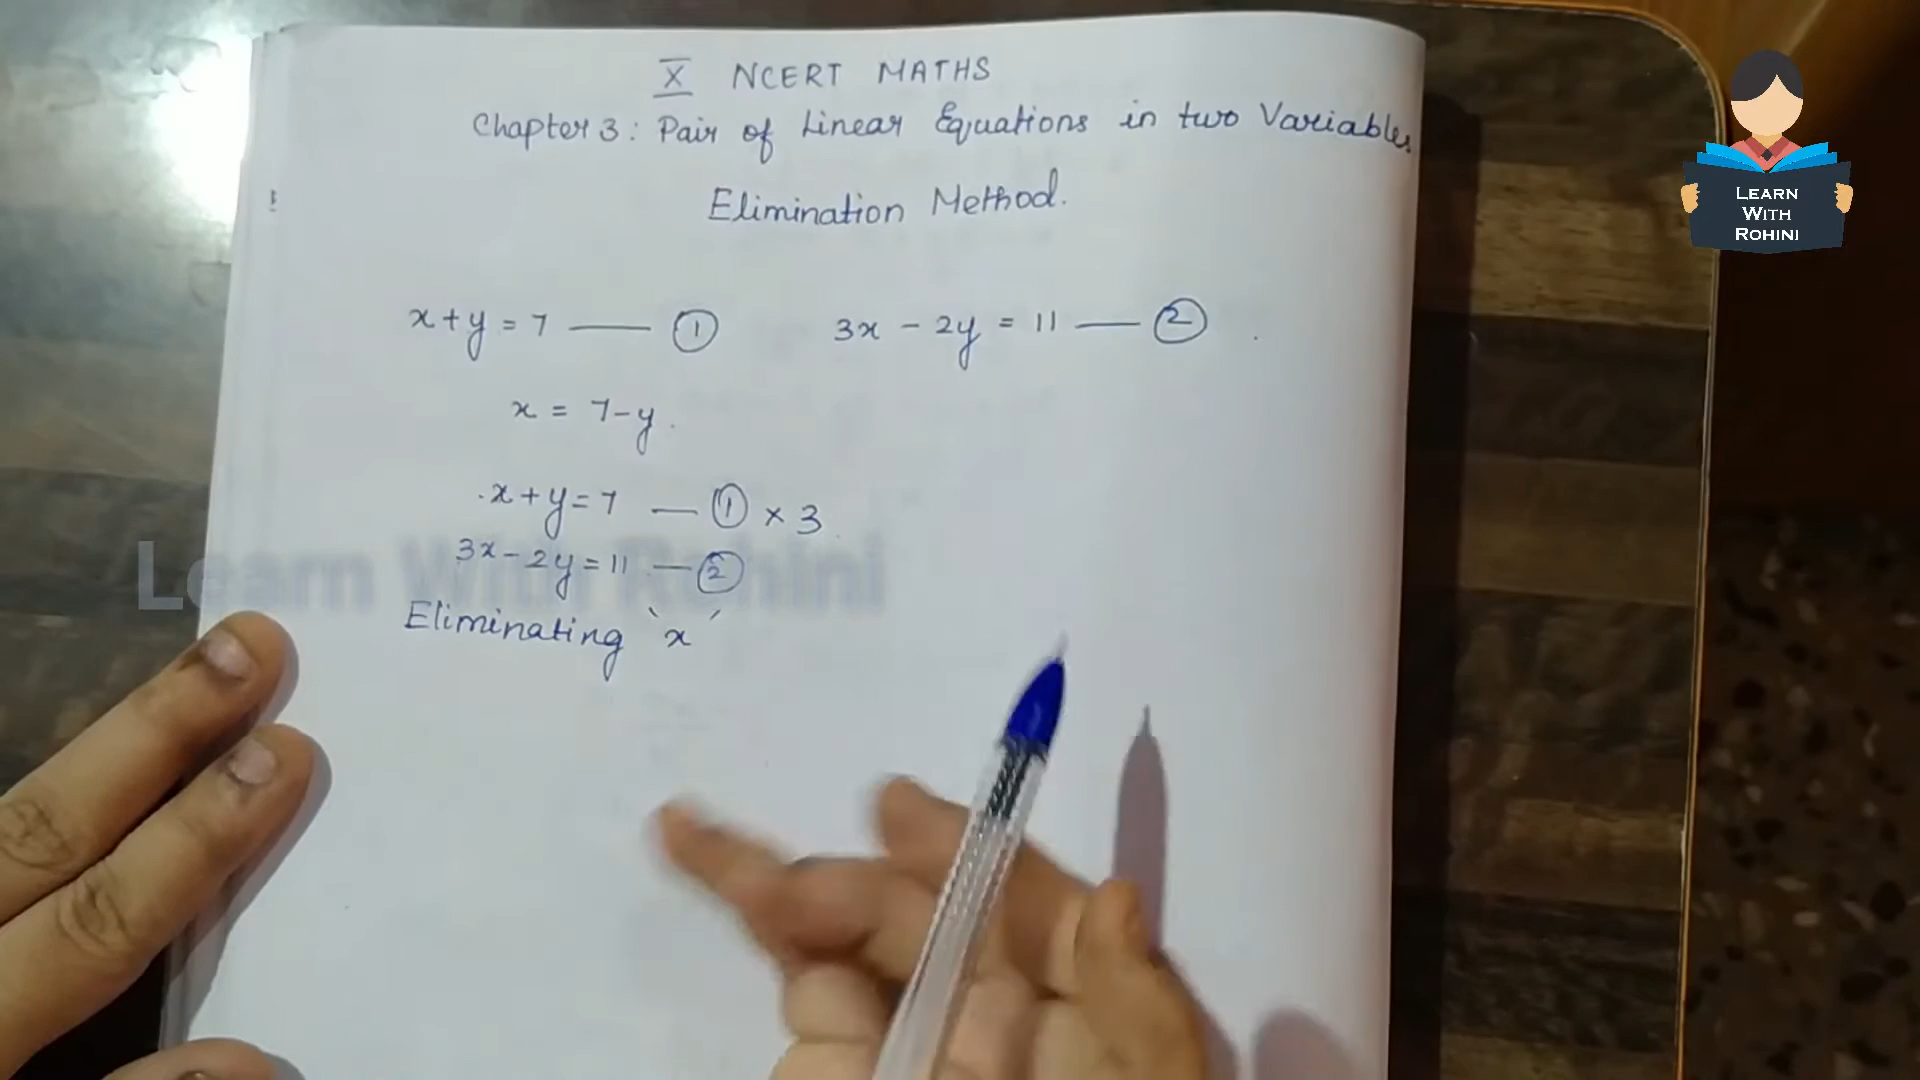 X NCERT MATHS
Chapter 3: Pair of Linear Equations in two Variables
Elimination Method.
x+y = 7 —— ① 3x - 2y = 11 —— ②
x = 7-y.
x+y=7 — ① × 3
3x-2y=11 — ②
Eliminating 'x'
LEARN
WITH
ROHINI
Learn With Rohini